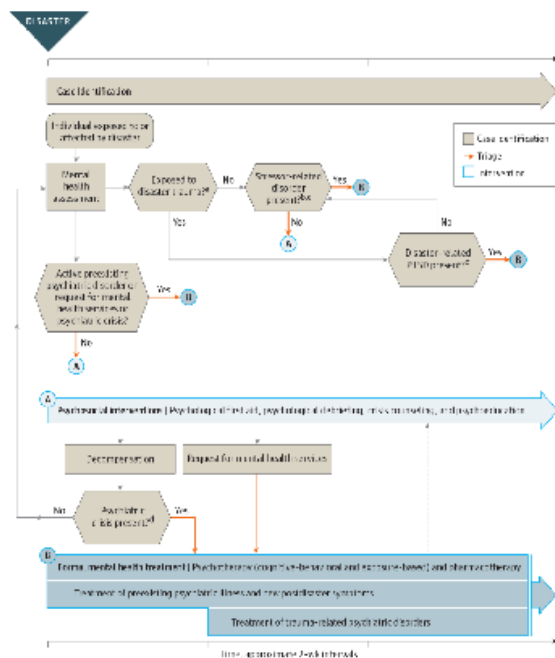 DISASTER
Case Identification
Individual exposed to or
affected by disaster
Mental
health
assessment
Exposed to
disaster trauma?
No
Stressor-related
disorder
present?
Yes
B
Case identification
Triage
Intervention
Yes
No
A
No
Disaster-related
PTSD present?
Yes
B
Active preexisting
psychiatric disorder or
request for mental
health services or
psychiatric crisis?
Yes
B
No
A
A
Psychosocial interventions | Psychological first aid, psychological debriefing, crisis counseling, and psychoeducation
Decompensation
Request for mental health services
No
Psychiatric
crisis present?
Yes
B
Formal mental health treatment | Psychotherapy (cognitive-behavioral and exposure-based) and pharmacotherapy
Treatment of preexisting psychiatric illness and new postdisaster symptoms
Treatment of trauma-related psychiatric disorders
Time, approximate 2-wk intervals